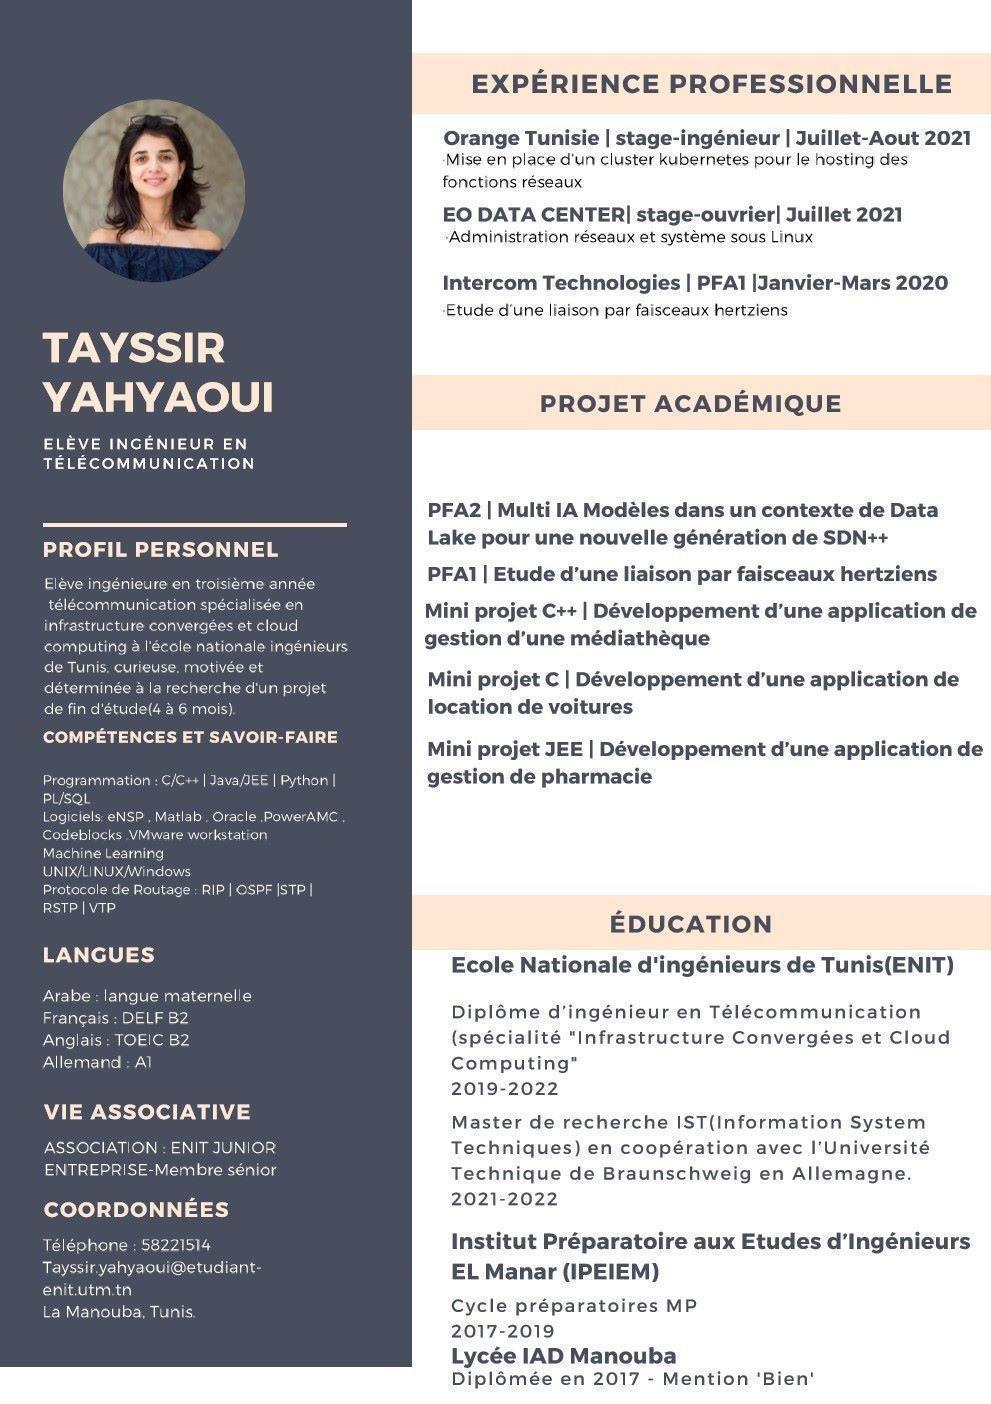 TAYSSIR
YAHYAOUI
ELÈVE INGÉNIEUR EN
TÉLÉCOMMUNICATION
PROFIL PERSONNEL
Elève ingénieure en troisième année
télécommunication spécialisée en
infrastructure convergées et cloud
computing à l'école nationale ingénieurs
de Tunis, curieuse, motivée et
déterminée à la recherche d'un projet
de fin d'étude(4 à 6 mois).
COMPÉTENCES ET SAVOIR-FAIRE
Programmation : C/C++ | Java/JEE | Python |
PL/SQL
Logiciels: eNSP , Matlab , Oracle ,PowerAMC ,
Codeblocks ,VMware workstation
Machine Learning
UNIX/LINUX/Windows
Protocole de Routage : RIP | OSPF |STP |
RSTP | VTP
LANGUES
Arabe : langue maternelle
Français : DELF B2
Anglais : TOEIC B2
Allemand : A1
VIE ASSOCIATIVE
ASSOCIATION : ENIT JUNIOR
ENTREPRISE-Membre sénior
COORDONNÉES
Téléphone : 58221514
Tayssir.yahyaoui@etudiant-
enit.utm.tn
La Manouba, Tunis.
EXPÉRIENCE PROFESSIONNELLE
Orange Tunisie | stage-ingénieur | Juillet-Aout 2021
·Mise en place d'un cluster kubernetes pour le hosting des
fonctions réseaux
EO DATA CENTER| stage-ouvrier| Juillet 2021
·Administration réseaux et système sous Linux
Intercom Technologies | PFA1 |Janvier-Mars 2020
·Etude d'une liaison par faisceaux hertziens
PROJET ACADÉMIQUE
PFA2 | Multi IA Modèles dans un contexte de Data
Lake pour une nouvelle génération de SDN++
PFA1 | Etude d’une liaison par faisceaux hertziens
Mini projet C++ | Développement d’une application de
gestion d’une médiathèque
Mini projet C | Développement d’une application de
location de voitures
Mini projet JEE | Développement d’une application de
gestion de pharmacie
ÉDUCATION
Ecole Nationale d'ingénieurs de Tunis(ENIT)
Diplôme d’ingénieur en Télécommunication
(spécialité "Infrastructure Convergées et Cloud
Computing"
2019-2022
Master de recherche IST(Information System
Techniques) en coopération avec l’Université
Technique de Braunschweig en Allemagne.
2021-2022
Institut Préparatoire aux Etudes d’Ingénieurs
EL Manar (IPEIEM)
Cycle préparatoires MP
2017-2019
Lycée IAD Manouba
Diplômée en 2017 - Mention 'Bien'